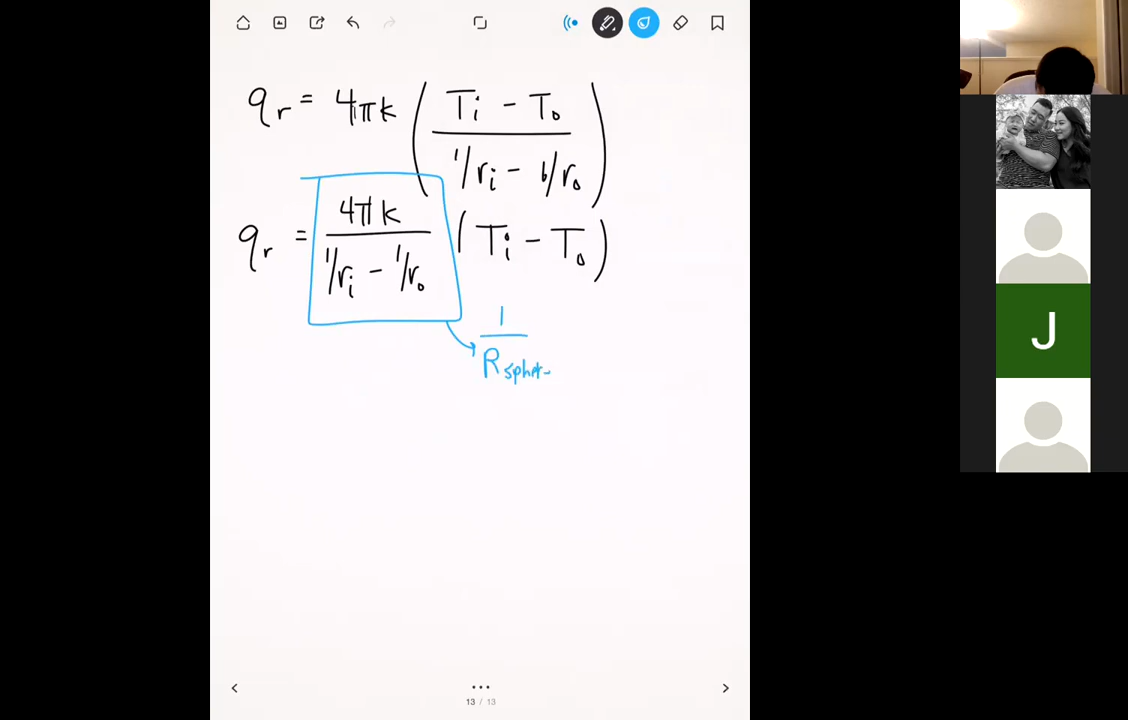 qr = 4πk ( Ti - To / 1/ri - 1/ro )
qr = 4πk / 1/ri - 1/ro ( Ti - To )
1 / Rspher
13 / 13
J